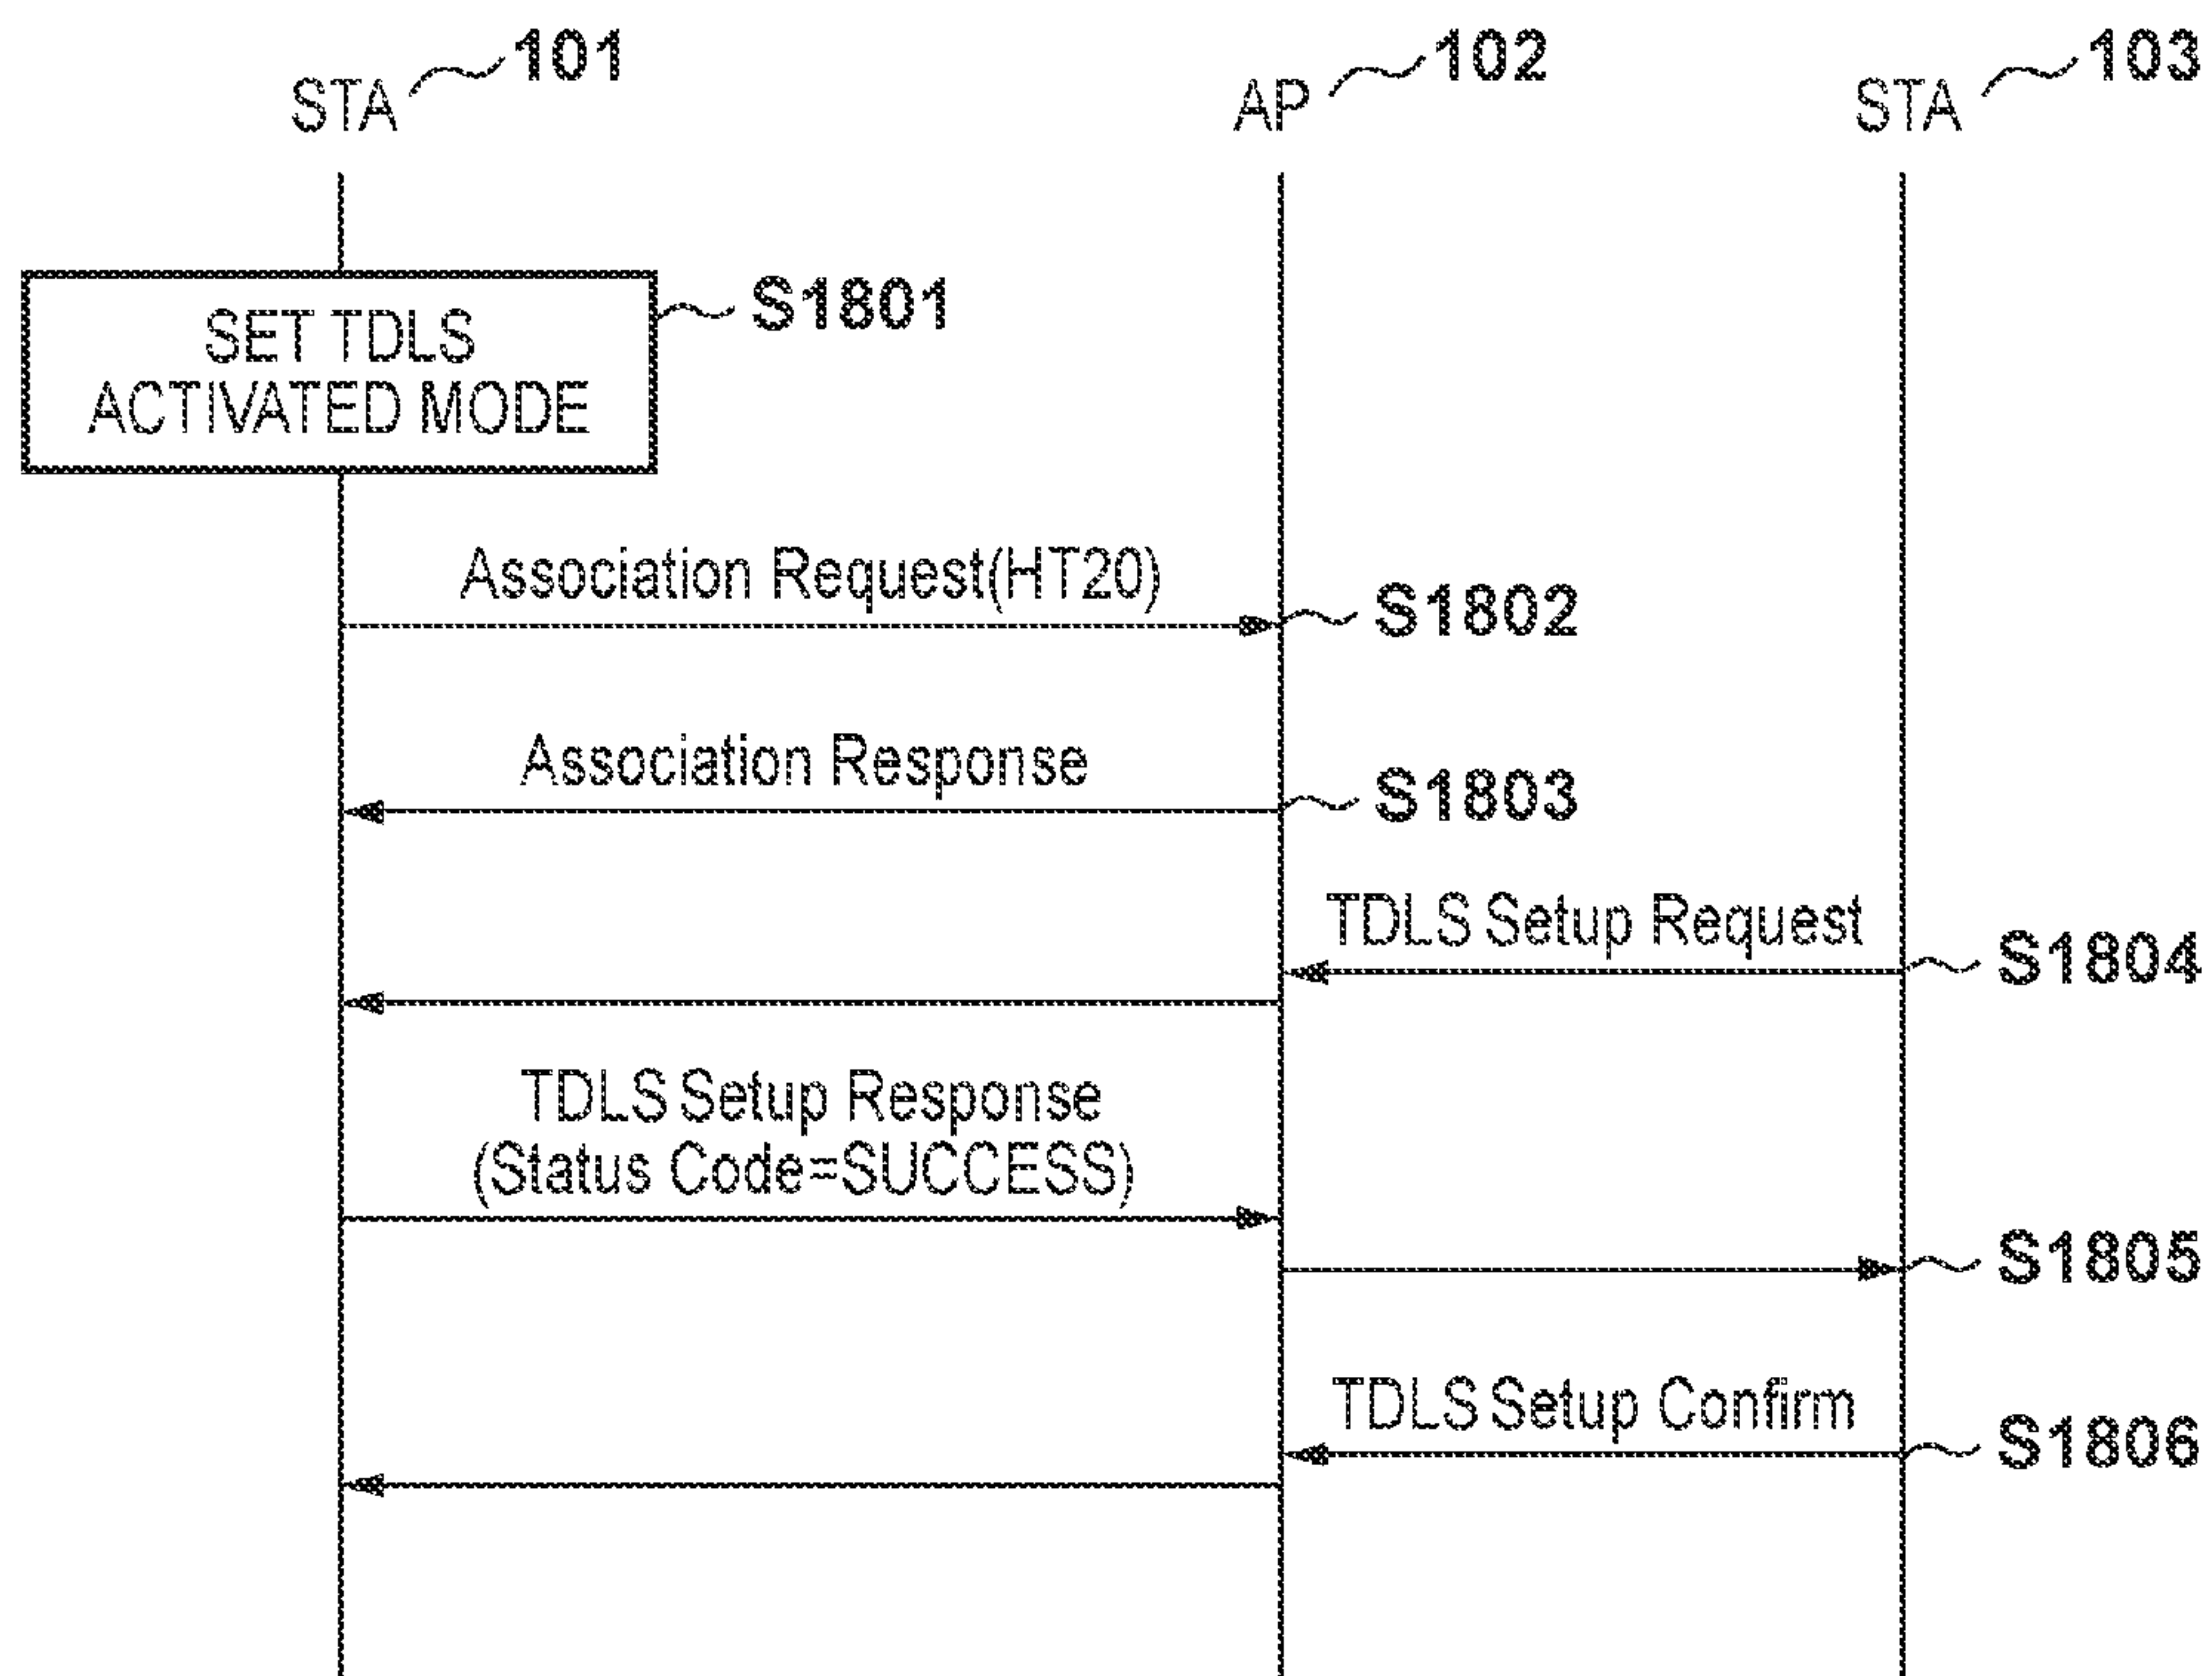 STA 101
AP 102
STA 103
SET TDLS
ACTIVATED MODE
S1801
Association Request(HT20)
S1802
Association Response
S1803
TDLS Setup Request
S1804
TDLS Setup Response
(Status Code=SUCCESS)
S1805
TDLS Setup Confirm
S1806